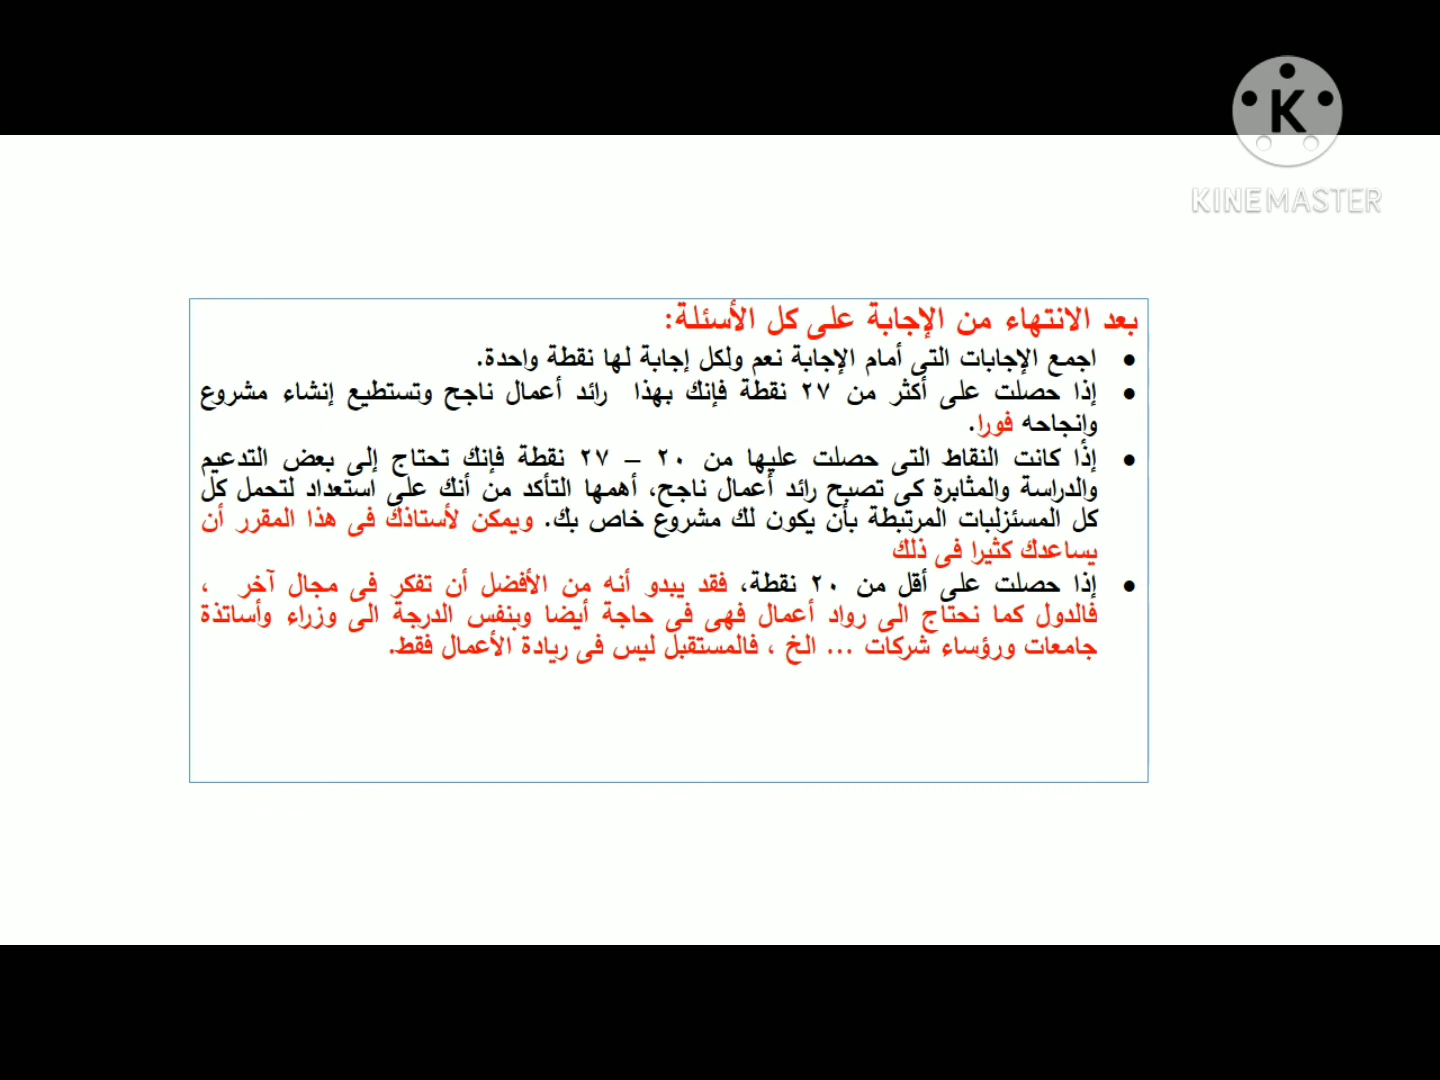 K
KINEMASTER
بعد الانتهاء من الإجابة على كل الأسئلة:
• اجمع الإجابات التى أمام الإجابة نعم ولكل إجابة لها نقطة واحدة.
• إذا حصلت على أكثر من ٢٧ نقطة فإنك بهذا رائد أعمال ناجح وتستطيع إنشاء مشروع
وإنجاحه فورا.
• إذا كانت النقاط التى حصلت عليها من ٢٠ – ٢٧ نقطة فإنك تحتاج إلى بعض التدعيم
والدراسة والمثابرة كى تصبح رائد أعمال ناجح، أهمها التأكد من أنك على استعداد لتحمل كل
كل المسئزلبات المرتبطة بأن يكون لك مشروع خاص بك. ويمكن لأستاذك فى هذا المقرر أن
يساعدك كثيرا فى ذلك
• إذا حصلت على أقل من ٢٠ نقطة، فقد يبدو أنه من الأفضل أن تفكر فى مجال آخر ،
فالدول كما نحتاج الى رواد أعمال فهى فى حاجة أيضا وبنفس الدرجة الى وزراء وأساتذة
جامعات ورؤساء شركات ... الخ ، فالمستقبل ليس فى ريادة الأعمال فقط.